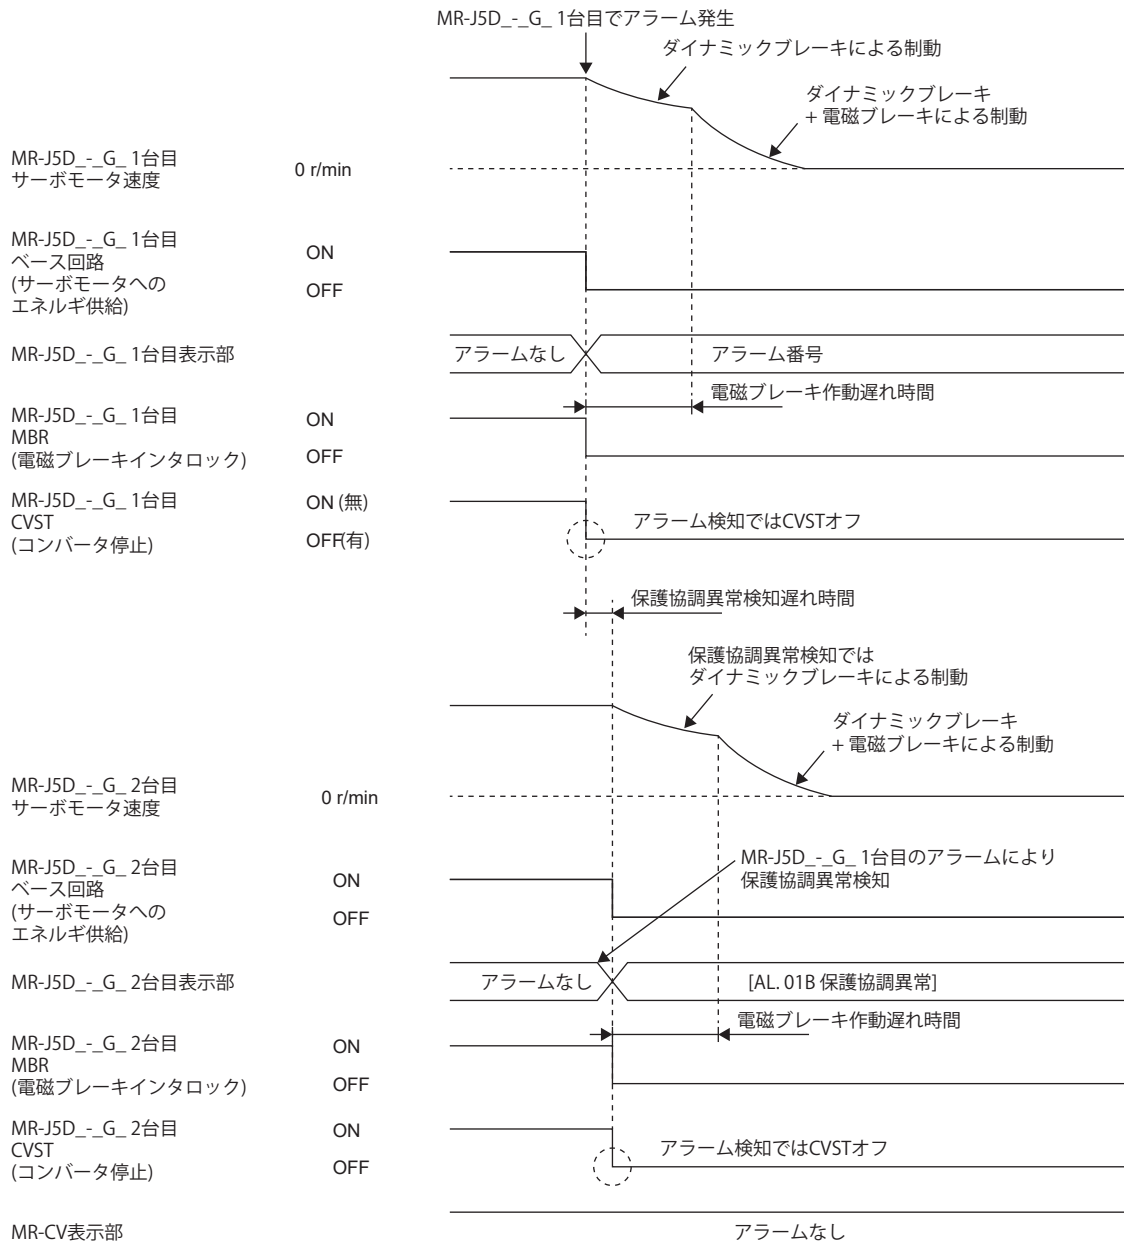 MR-J5D_-_G_ 1台目でアラーム発生
ダイナミックブレーキによる制動
ダイナミックブレーキ
+ 電磁ブレーキによる制動
MR-J5D_-_G_ 1台目
サーボモータ速度
0 r/min
MR-J5D_-_G_ 1台目
ベース回路
(サーボモータへの
エネルギ供給)
ON
OFF
MR-J5D_-_G_ 1台目表示部
アラームなし
アラーム番号
電磁ブレーキ作動遅れ時間
MR-J5D_-_G_ 1台目
MBR
(電磁ブレーキインタロック)
ON
OFF
MR-J5D_-_G_ 1台目
CVST
(コンバータ停止)
ON (無)
OFF(有)
アラーム検知ではCVSTオフ
保護協調異常検知遅れ時間
保護協調異常検知では
ダイナミックブレーキによる制動
ダイナミックブレーキ
+ 電磁ブレーキによる制動
MR-J5D_-_G_ 2台目
サーボモータ速度
0 r/min
MR-J5D_-_G_ 1台目のアラームにより
保護協調異常検知
MR-J5D_-_G_ 2台目
ベース回路
(サーボモータへの
エネルギ供給)
ON
OFF
MR-J5D_-_G_ 2台目表示部
アラームなし
[AL. 01B 保護協調異常]
電磁ブレーキ作動遅れ時間
MR-J5D_-_G_ 2台目
MBR
(電磁ブレーキインタロック)
ON
OFF
MR-J5D_-_G_ 2台目
CVST
(コンバータ停止)
ON
OFF
アラーム検知ではCVSTオフ
MR-CV表示部
アラームなし